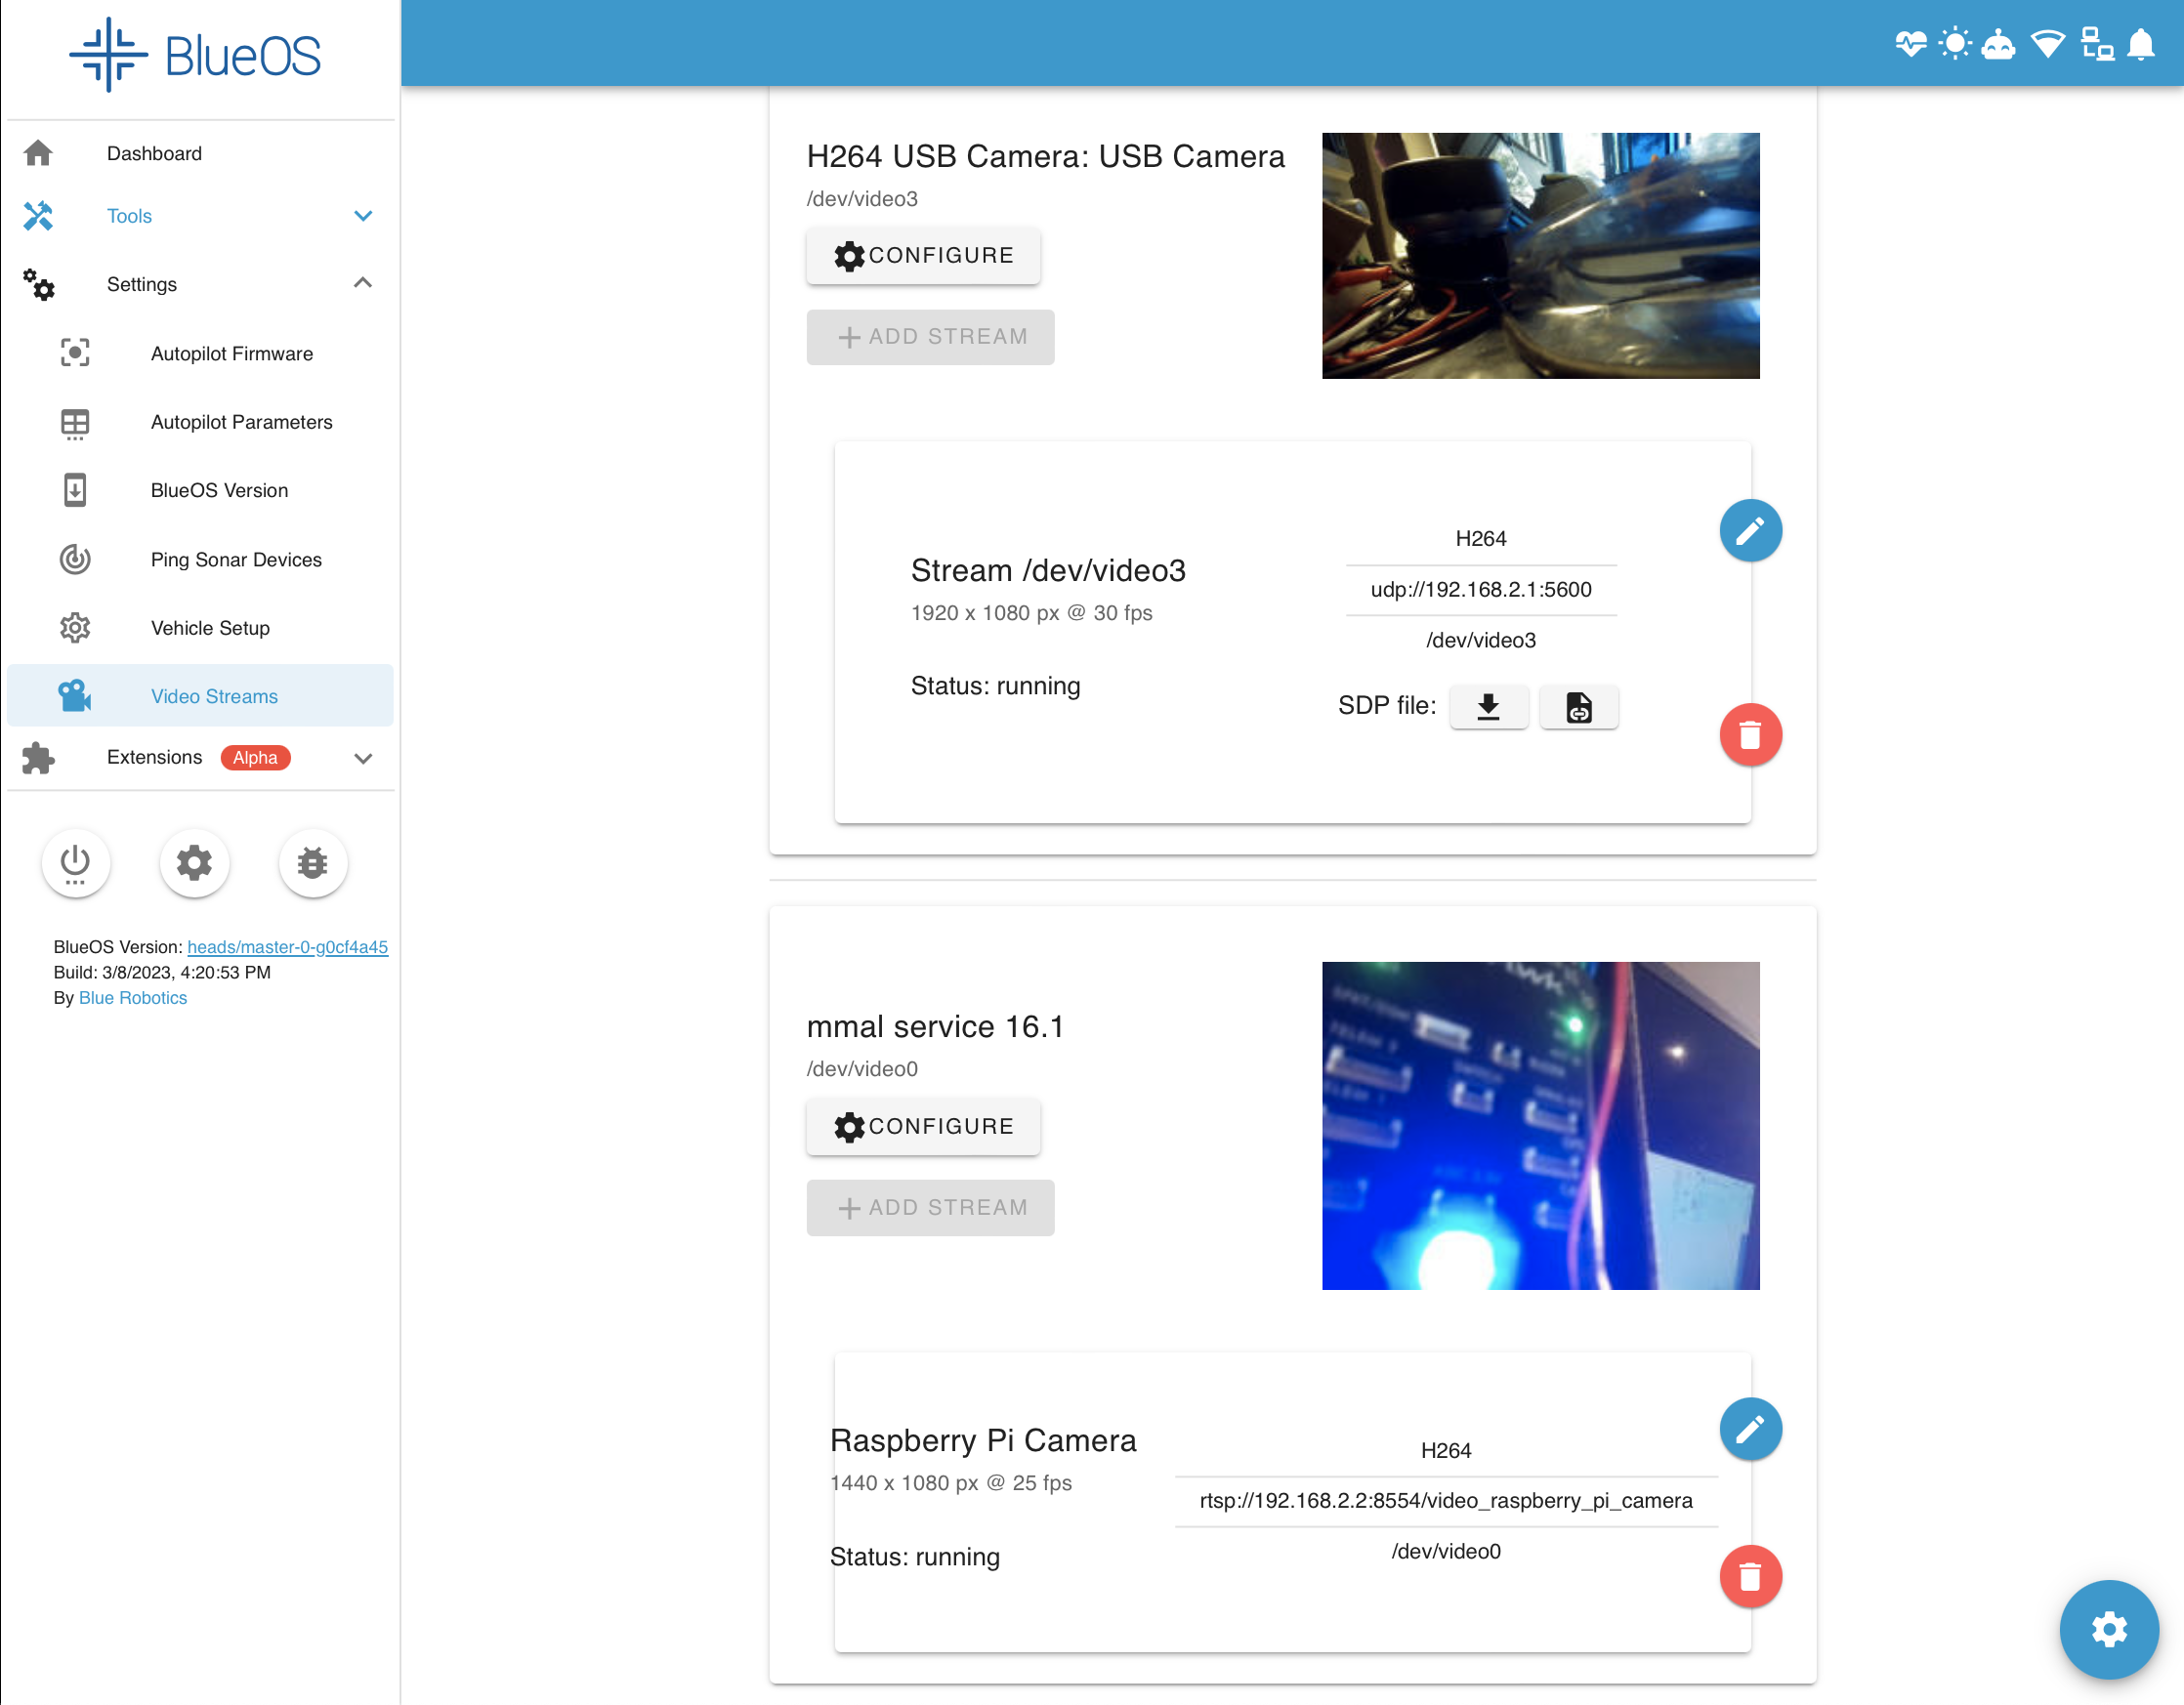 BlueOS
Dashboard
Tools
Settings
Autopilot Firmware
Autopilot Parameters
BlueOS Version
Ping Sonar Devices
Vehicle Setup
Video Streams
Extensions Alpha
BlueOS Version: heads/master-0-g0cf4a45
Build: 3/8/2023, 4:20:53 PM
By Blue Robotics
H264 USB Camera: USB Camera
/dev/video3
CONFIGURE
ADD STREAM
Stream /dev/video3
1920 x 1080 px @ 30 fps
Status: running
H264
udp://192.168.2.1:5600
/dev/video3
SDP file:
mmal service 16.1
/dev/video0
CONFIGURE
ADD STREAM
Raspberry Pi Camera
1440 x 1080 px @ 25 fps
Status: running
H264
rtsp://192.168.2.2:8554/video_raspberry_pi_camera
/dev/video0